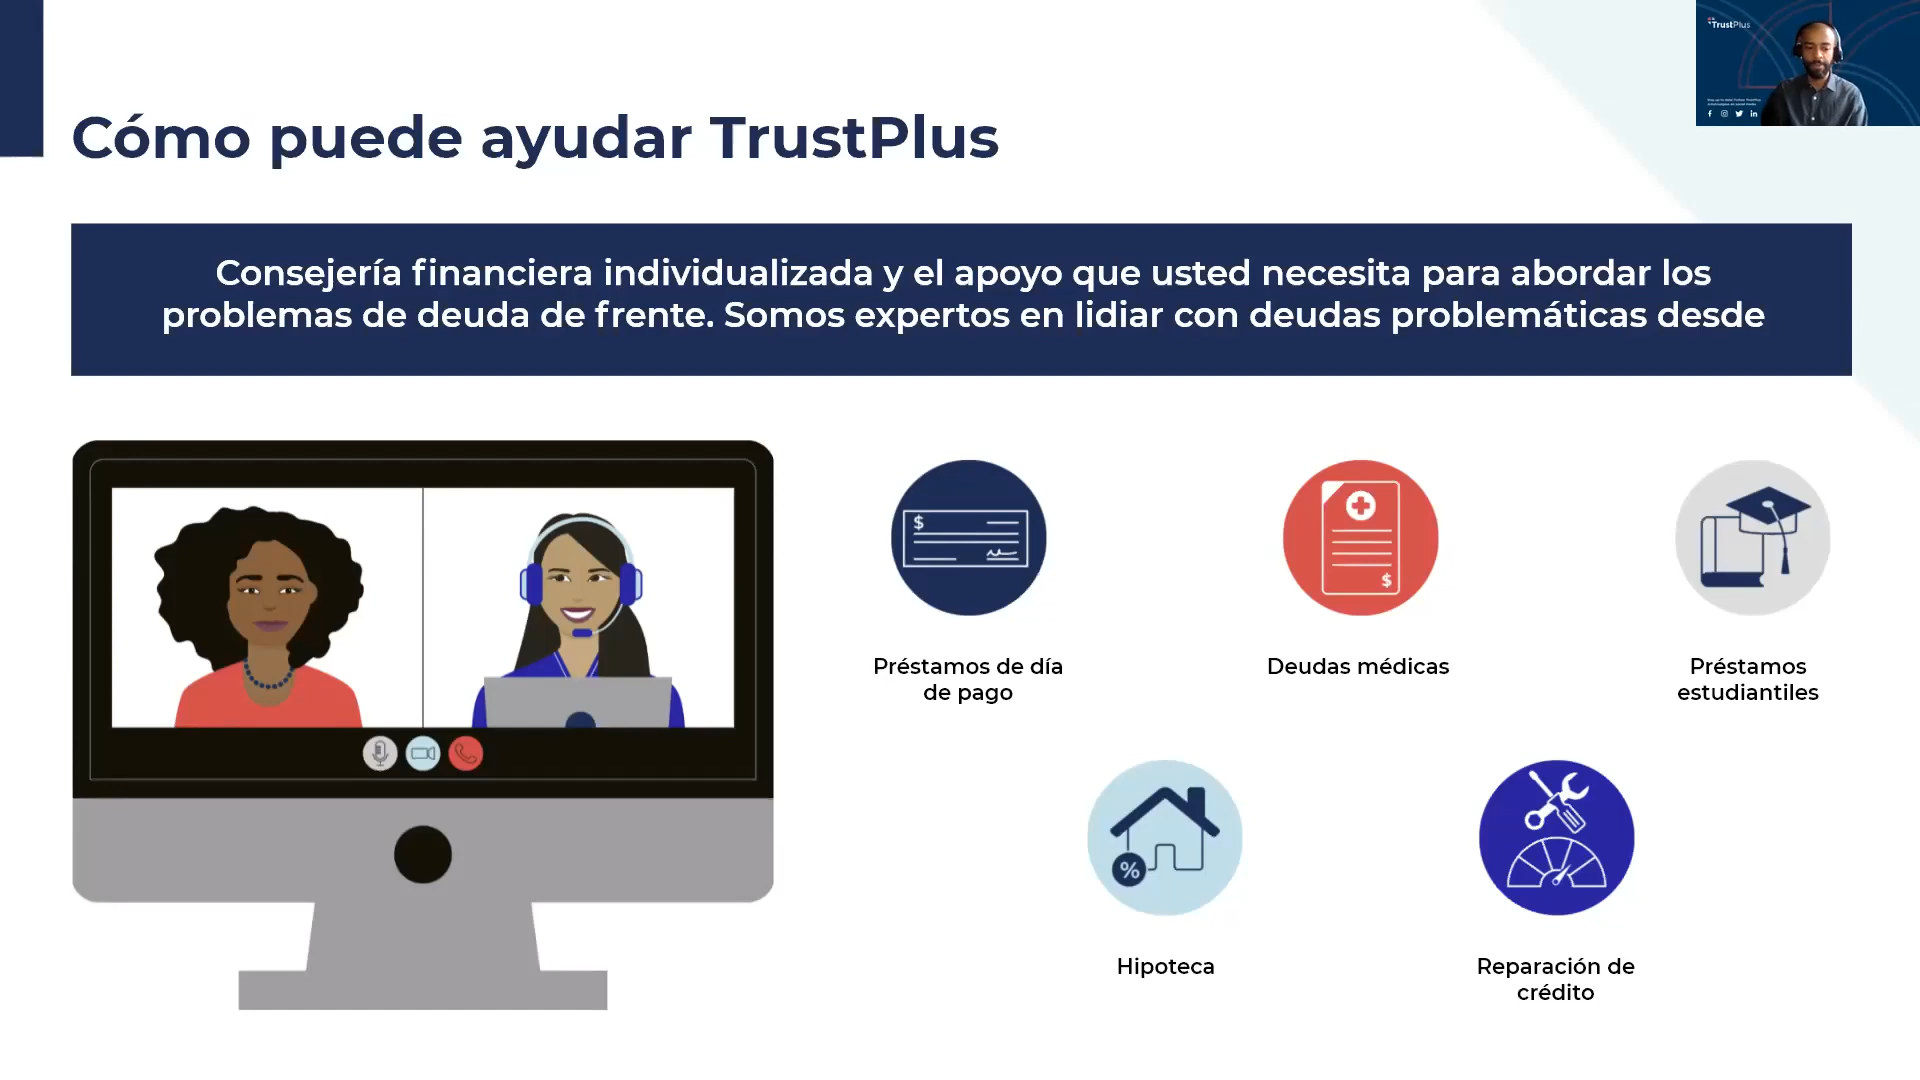 TrustPlus
Cómo puede ayudar TrustPlus
Consejería financiera individualizada y el apoyo que usted necesita para abordar los
problemas de deuda de frente. Somos expertos en lidiar con deudas problemáticas desde
$
$
Préstamos de día
de pago
Deudas médicas
Préstamos
estudiantiles
%
Hipoteca
Reparación de
crédito